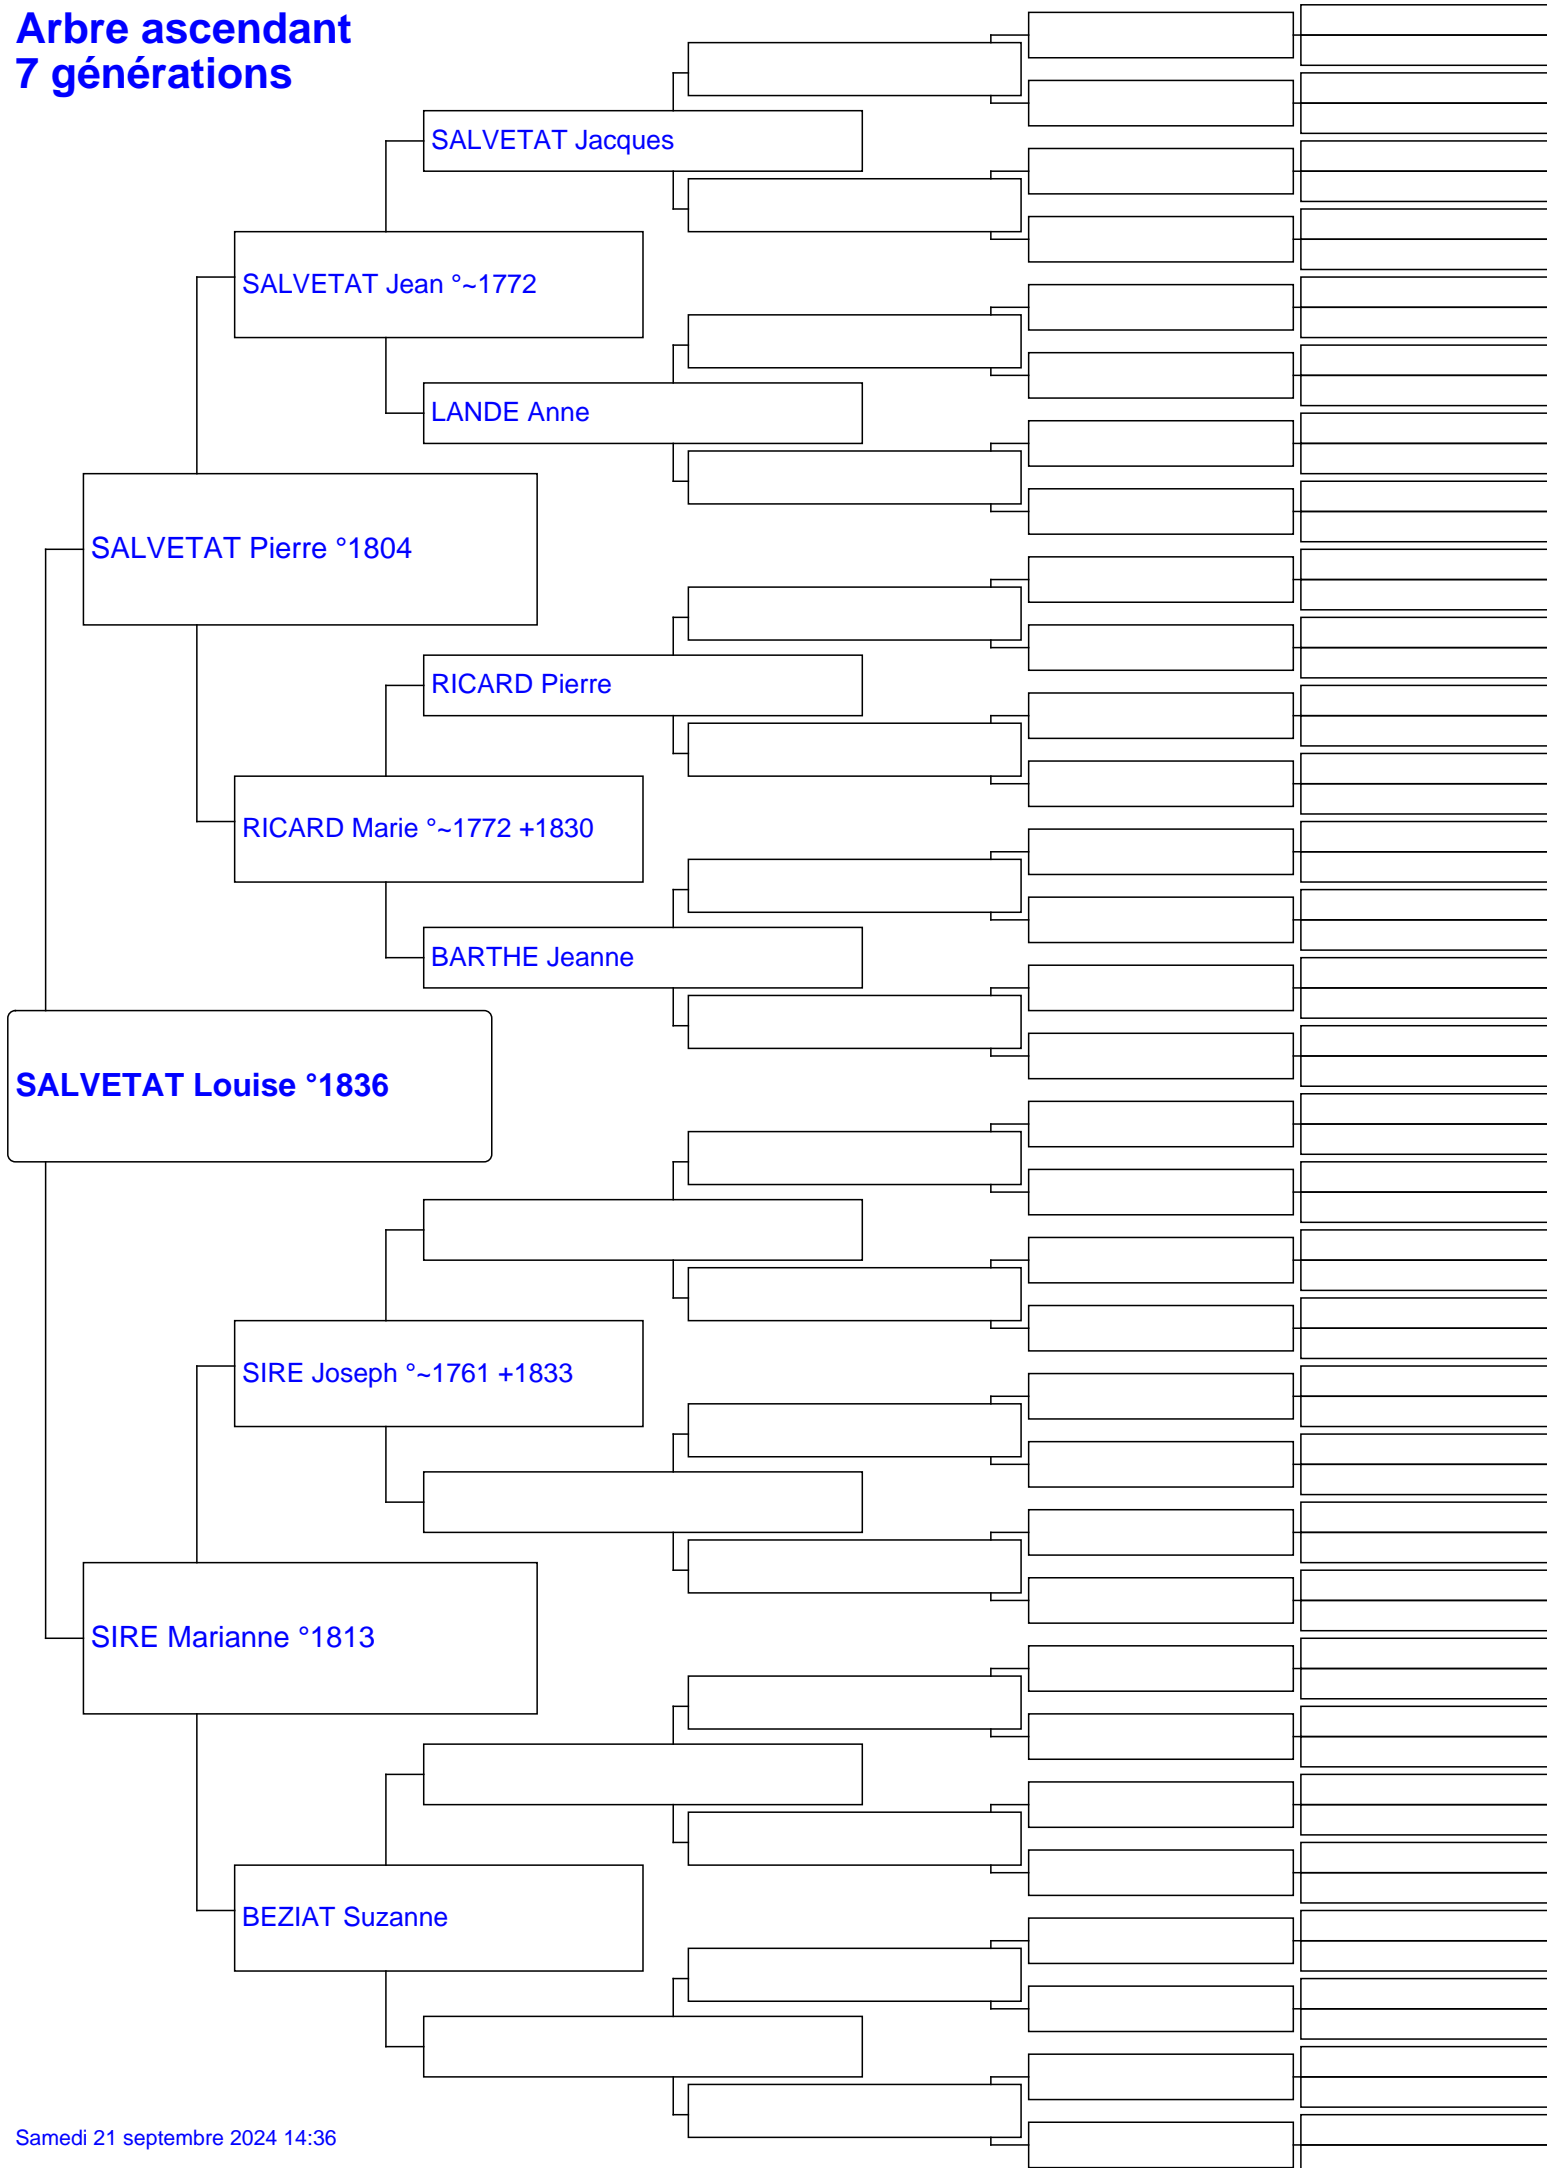 Arbre ascendant
7 générations
SALVETAT Jacques
SALVETAT Jean °~1772
LANDE Anne
SALVETAT Pierre °1804
RICARD Pierre
RICARD Marie °~1772 +1830
BARTHE Jeanne
SALVETAT Louise °1836
SIRE Joseph °~1761 +1833
SIRE Marianne °1813
BEZIAT Suzanne
Samedi 21 septembre 2024 14:36